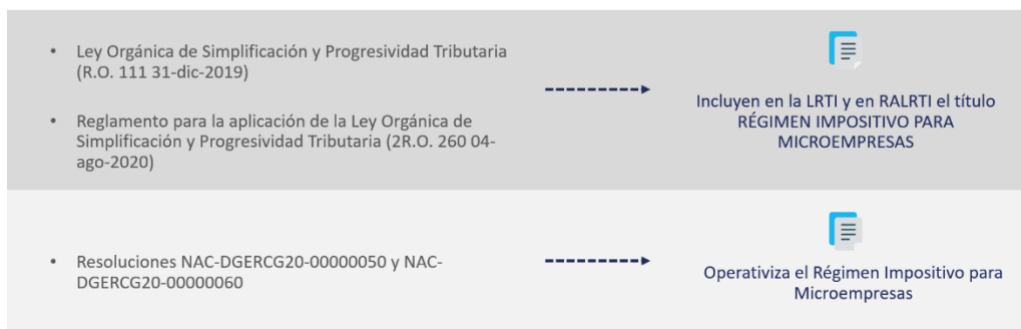 • Ley Orgánica de Simplificación y Progresividad Tributaria
(R.O. 111 31-dic-2019)
• Reglamento para la aplicación de la Ley Orgánica de
Simplificación y Progresividad Tributaria (2R.O. 260 04-
ago-2020)
Incluyen en la LRTI y en RALRTI el título
RÉGIMEN IMPOSITIVO PARA
MICROEMPRESAS
• Resoluciones NAC-DGERCG20-00000050 y NAC-
DGERCG20-00000060
Operativiza el Régimen Impositivo para
Microempresas